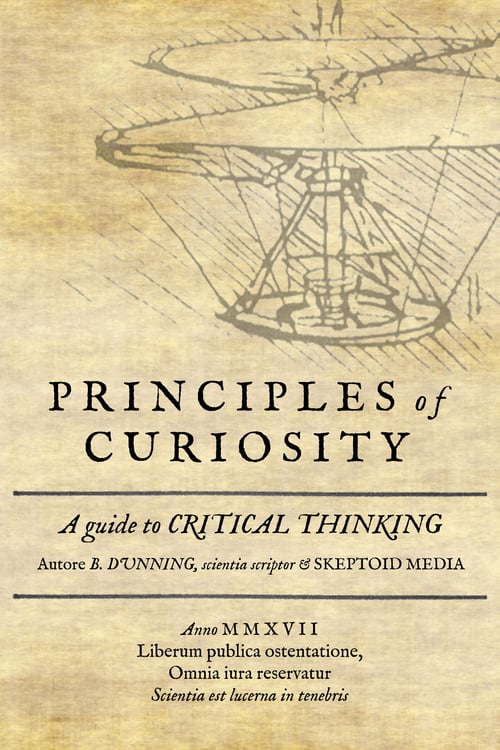 PRINCIPLES of
CURIOSITY
A guide to CRITICAL THINKING
Autore B. DUNNING, scientia scriptor & SKEPTOID MEDIA
Anno MMXVII
Liberum publica ostentatione,
Omnia iura reservatur
Scientia est lucerna in tenebris